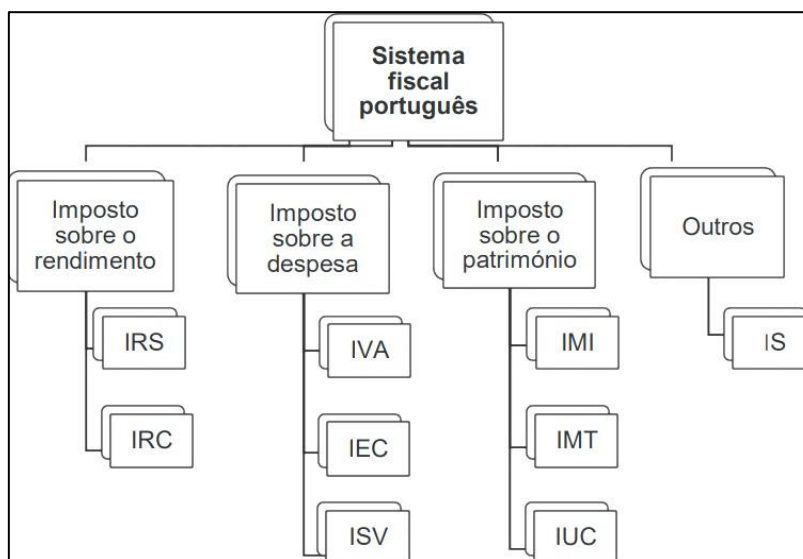 Sistema
fiscal
português
Imposto
sobre o
rendimento
Imposto
sobre a
despesa
Imposto
sobre o
património
Outros
IRS
IVA
IMI
IS
IRC
IEC
IMT
ISV
IUC